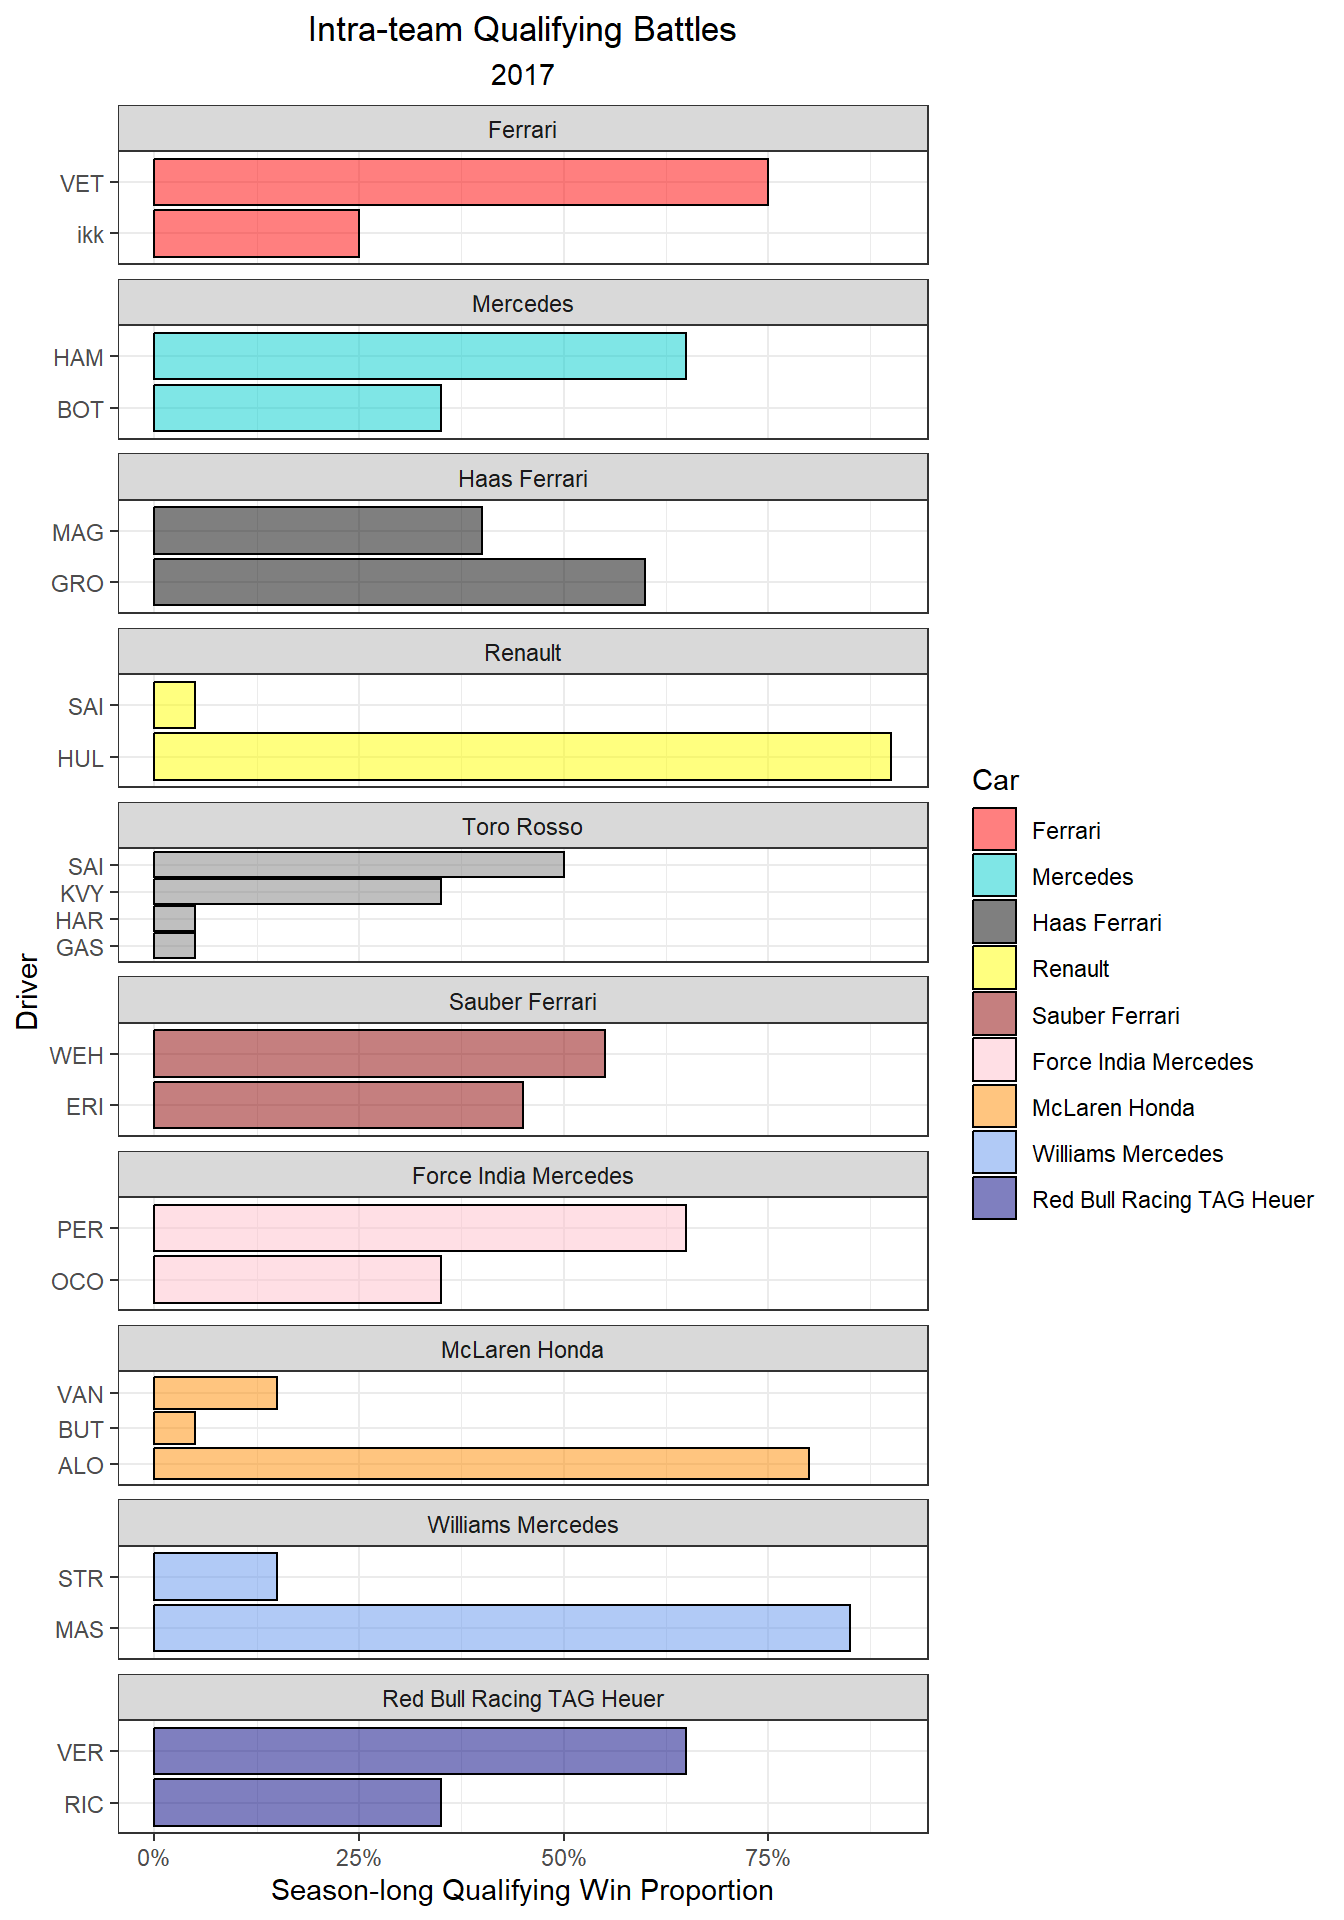 Intra-team Qualifying Battles
2017
Ferrari
VET
ikk
Mercedes
HAM
BOT
Haas Ferrari
MAG
GRO
Renault
SAI
HUL
Toro Rosso
SAI
KVY
HAR
GAS
Sauber Ferrari
WEH
ERI
Force India Mercedes
PER
OCO
McLaren Honda
VAN
BUT
ALO
Williams Mercedes
STR
MAS
Red Bull Racing TAG Heuer
VER
RIC
0% 25% 50% 75%
Season-long Qualifying Win Proportion
Driver
Car
Ferrari
Mercedes
Haas Ferrari
Renault
Sauber Ferrari
Force India Mercedes
McLaren Honda
Williams Mercedes
Red Bull Racing TAG Heuer